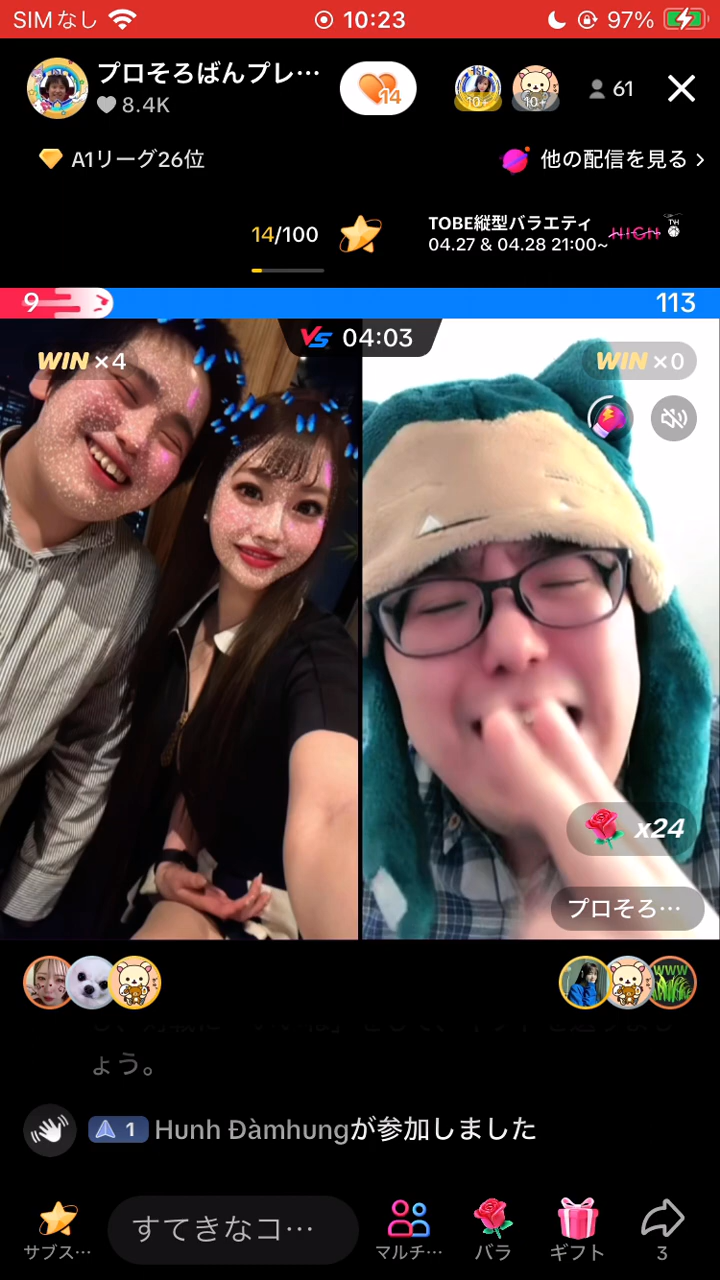 SIMなし 10:23 97%
プロそろばんプレ… 14 10+ 10+ 61
8.4K
A1リーグ26位 他の配信を見る
14/100 TOBE縦型バラエティ HIGH
04.27 & 04.28 21:00~
9 113
VS 04:03
WIN ×4 WIN ×0
x24
プロそろ…
WWW
ょう。
1 Hunh Đàmhungが参加しました
すてきなコ…
サブス… マルチ… バラ ギフト 3